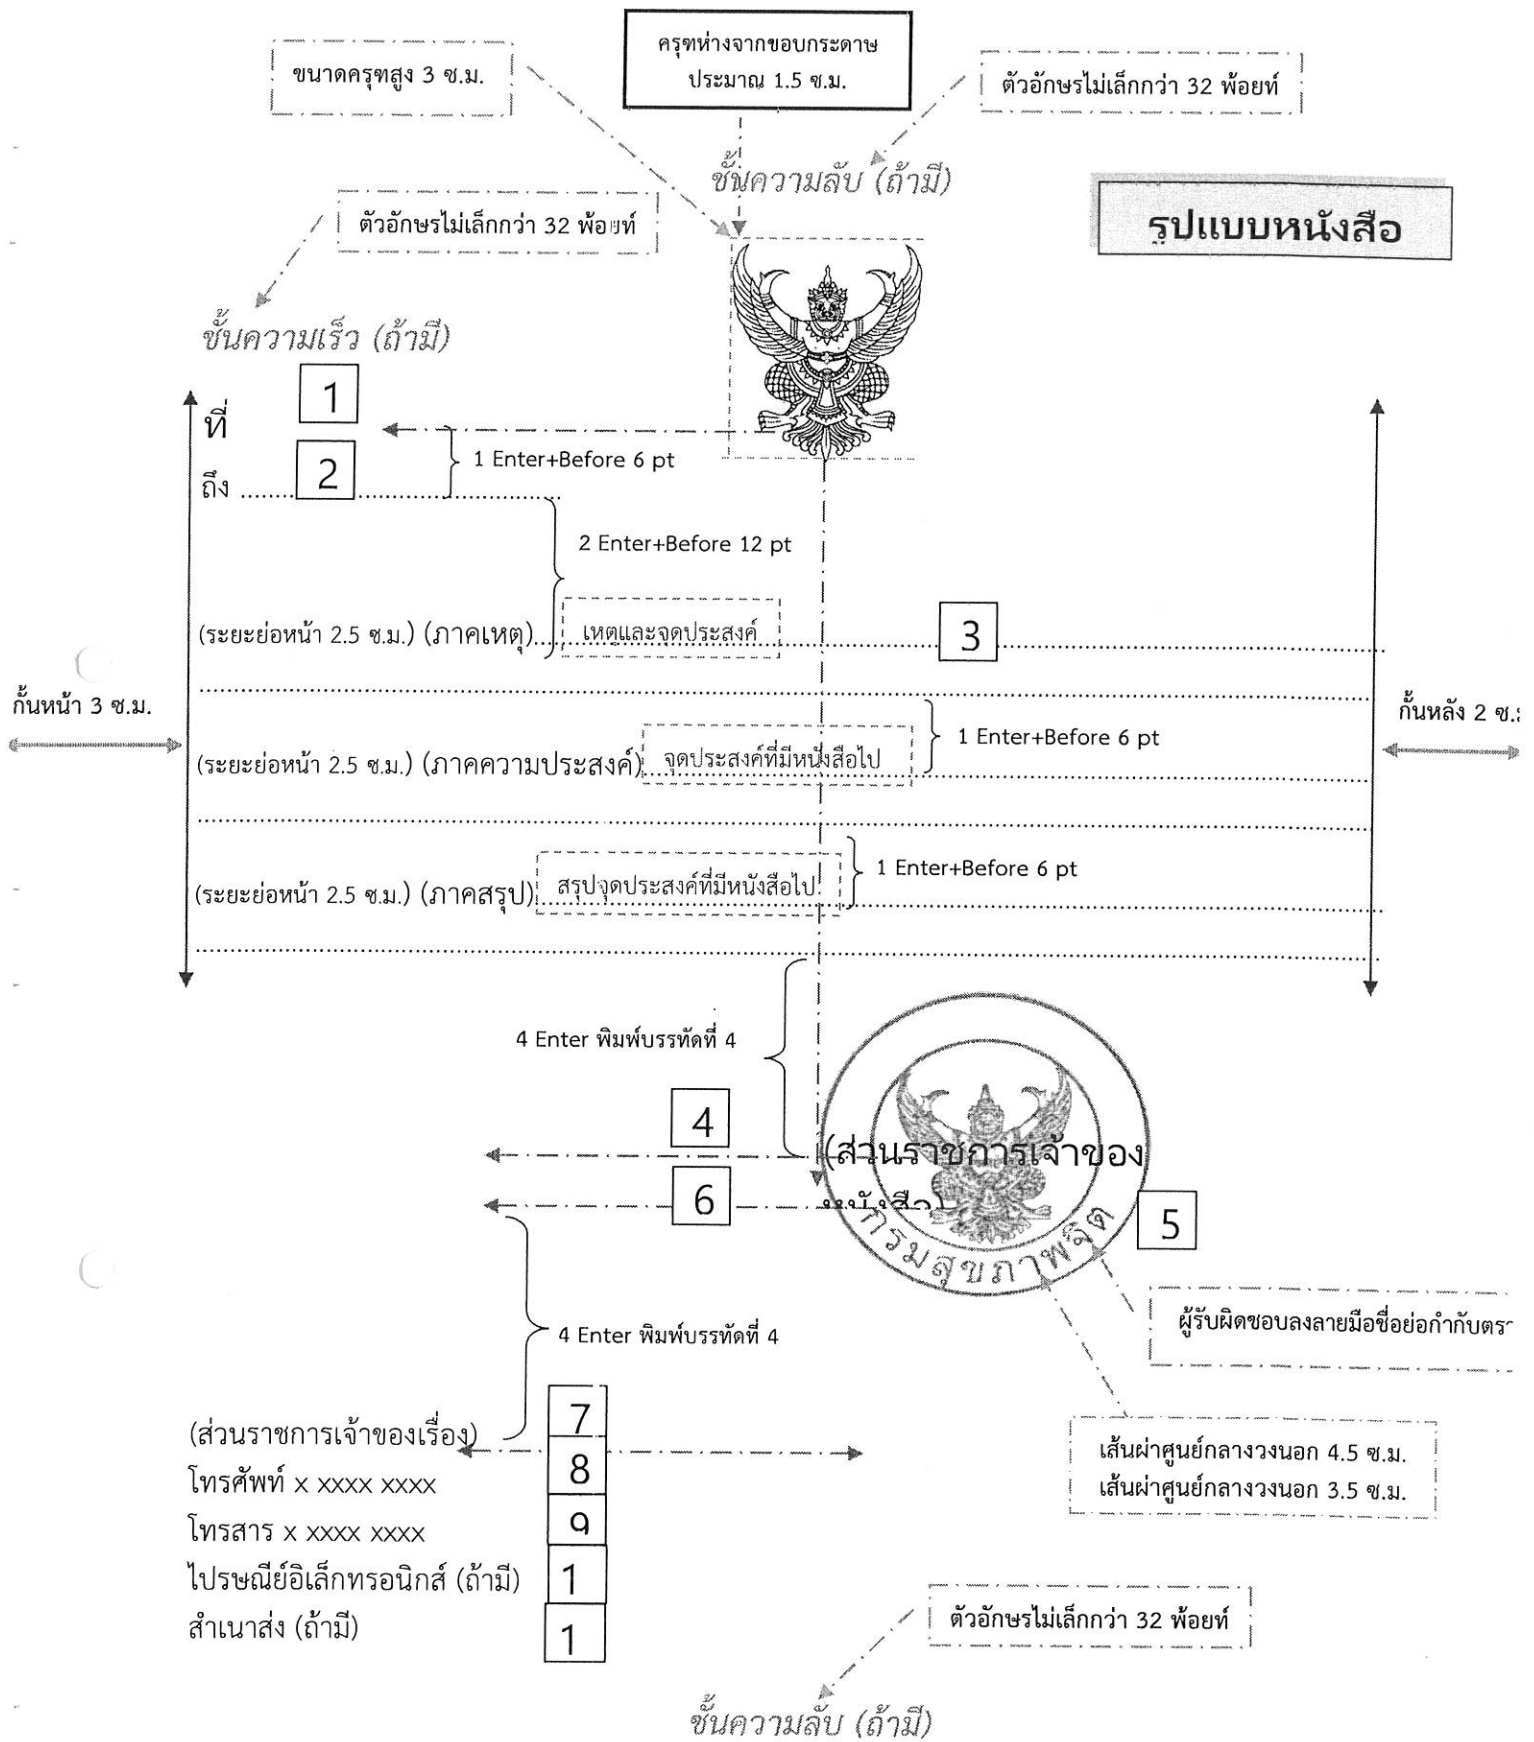 ครุฑห่างจากขอบกระดาษ
ประมาณ 1.5 ซ.ม.
ขนาดครุฑสูง 3 ซ.ม.
ตัวอักษรไม่เล็กกว่า 32 พ้อยท์
ชั้นความลับ (ถ้ามี)
ตัวอักษรไม่เล็กกว่า 32 พ้อยท์
รูปแบบหนังสือ
ชั้นความเร็ว (ถ้ามี)
ที่ 1
1 Enter+Before 6 pt
ถึง 2
2 Enter+Before 12 pt
(ระยะย่อหน้า 2.5 ซ.ม.) (ภาคเหตุ) เหตุและจุดประสงค์ 3
กั้นหน้า 3 ซ.ม.
กั้นหลัง 2 ซ.
1 Enter+Before 6 pt
(ระยะย่อหน้า 2.5 ซ.ม.) (ภาคความประสงค์) จุดประสงค์ที่มีหนังสือไป
1 Enter+Before 6 pt
(ระยะย่อหน้า 2.5 ซ.ม.) (ภาคสรุป) สรุปจุดประสงค์ที่มีหนังสือไป
4 Enter พิมพ์บรรทัดที่ 4
4
(ส่วนราชการเจ้าของ
หนังสือ)
6
5
กรมสุขภาพจิต
ผู้รับผิดชอบลงลายมือชื่อย่อกำกับตรา
4 Enter พิมพ์บรรทัดที่ 4
(ส่วนราชการเจ้าของเรื่อง) 7
โทรศัพท์ x xxxx xxxx 8
โทรสาร x xxxx xxxx 9
ไปรษณีย์อิเล็กทรอนิกส์ (ถ้ามี) 1
สำเนาส่ง (ถ้ามี) 1
เส้นผ่าศูนย์กลางวงนอก 4.5 ซ.ม.
เส้นผ่าศูนย์กลางวงนอก 3.5 ซ.ม.
ตัวอักษรไม่เล็กกว่า 32 พ้อยท์
ชั้นความลับ (ถ้ามี)